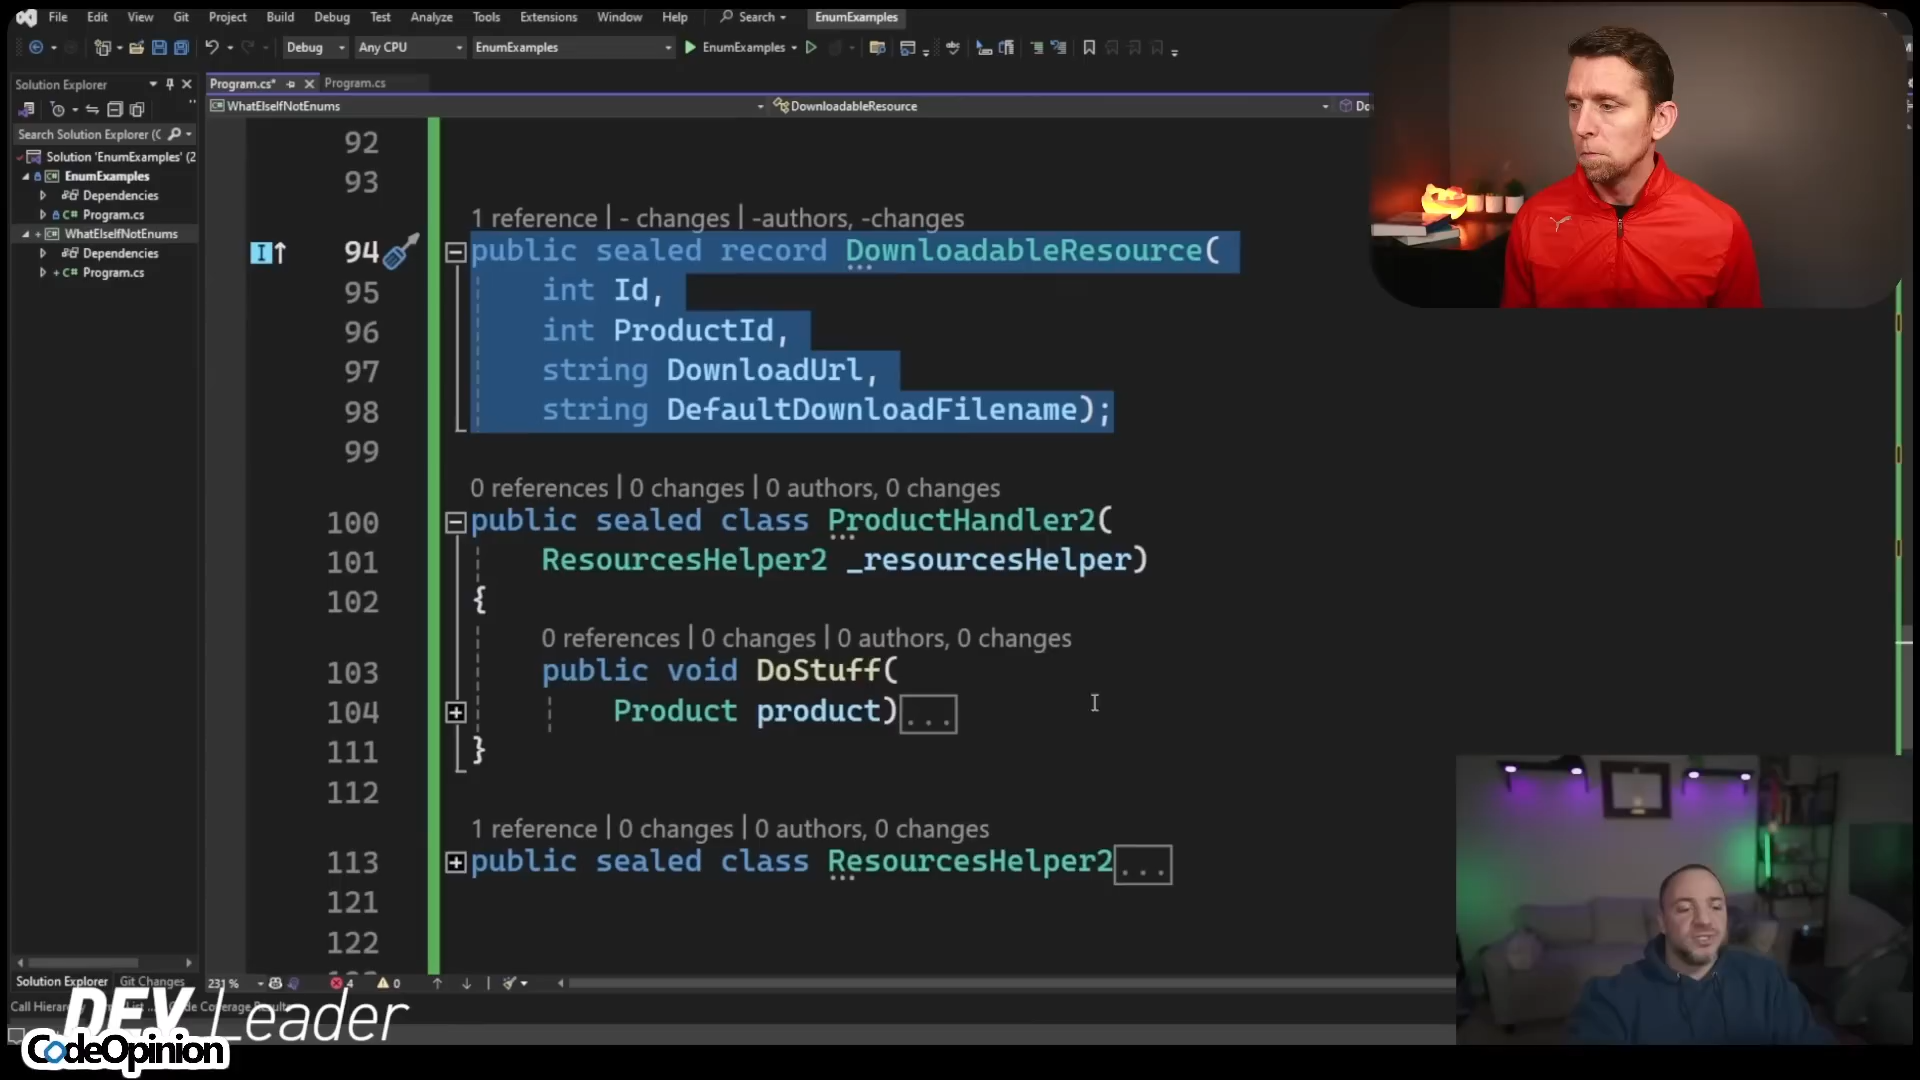 File Edit View Git Project Build Debug Test Analyze Tools Extensions Window Help Search EnumExamples
Debug Any CPU EnumExamples EnumExamples
Solution Explorer
Program.cs* Program.cs
WhatElseIfNotEnums DownloadableResource
Search Solution Explorer (C
Solution 'EnumExamples' (2
EnumExamples
Dependencies
C# Program.cs
WhatElseIfNotEnums
Dependencies
C# Program.cs
92
93
1 reference | - changes | -authors, -changes
94 public sealed record DownloadableResource(
95 int Id,
96 int ProductId,
97 string DownloadUrl,
98 string DefaultDownloadFilename);
99
0 references | 0 changes | 0 authors, 0 changes
100 public sealed class ProductHandler2(
101 ResourcesHelper2 _resourcesHelper)
102 {
0 references | 0 changes | 0 authors, 0 changes
103 public void DoStuff(
104 Product product)...
111 }
112
1 reference | 0 changes | 0 authors, 0 changes
113 public sealed class ResourcesHelper2...
121
122
Solution Explorer Git Changes
231 % 4 0
DEV Leader
CodeOpinion